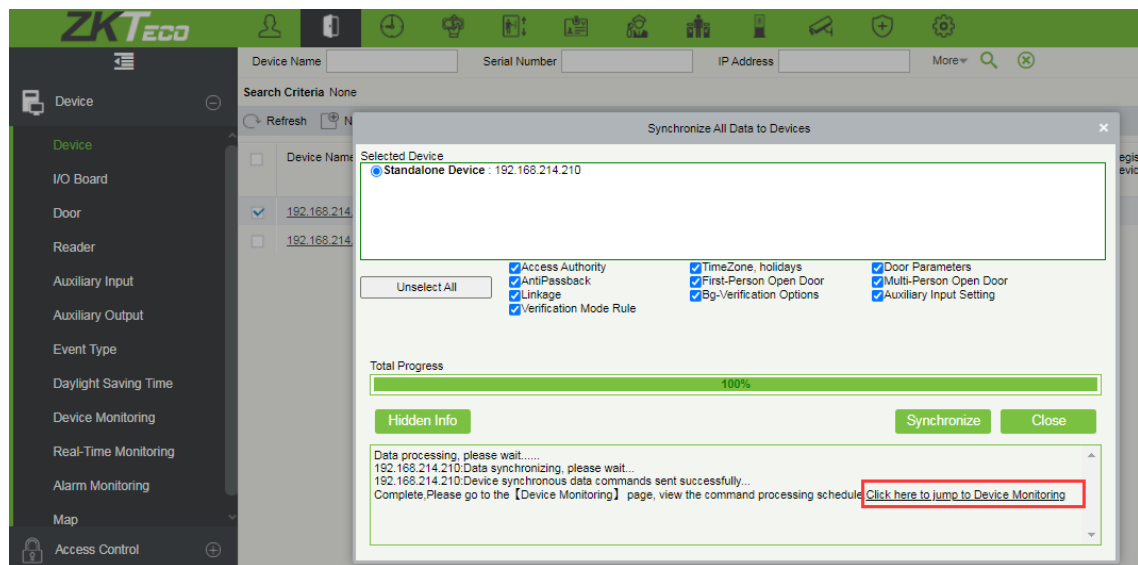 ZKTECO
Device Name
Serial Number
IP Address
More
Search Criteria None
Device
Refresh
N
Synchronize All Data to Devices
×
Device
I/O Board
Door
Reader
Auxiliary Input
Auxiliary Output
Event Type
Daylight Saving Time
Device Monitoring
Real-Time Monitoring
Alarm Monitoring
Map
Access Control
Device Name
192.168.214.
192.168.214.
Selected Device
Standalone Device : 192.168.214.210
Unselect All
Access Authority
TimeZone, holidays
Door Parameters
AntiPassback
First-Person Open Door
Multi-Person Open Door
Linkage
Bg-Verification Options
Auxiliary Input Setting
Verification Mode Rule
Total Progress
100%
Hidden Info
Synchronize
Close
Data processing, please wait......
192.168.214.210:Data synchronizing, please wait...
192.168.214.210:Device synchronous data commands sent successfully...
Complete,Please go to the【Device Monitoring】 page, view the command processing schedule Click here to jump to Device Monitoring